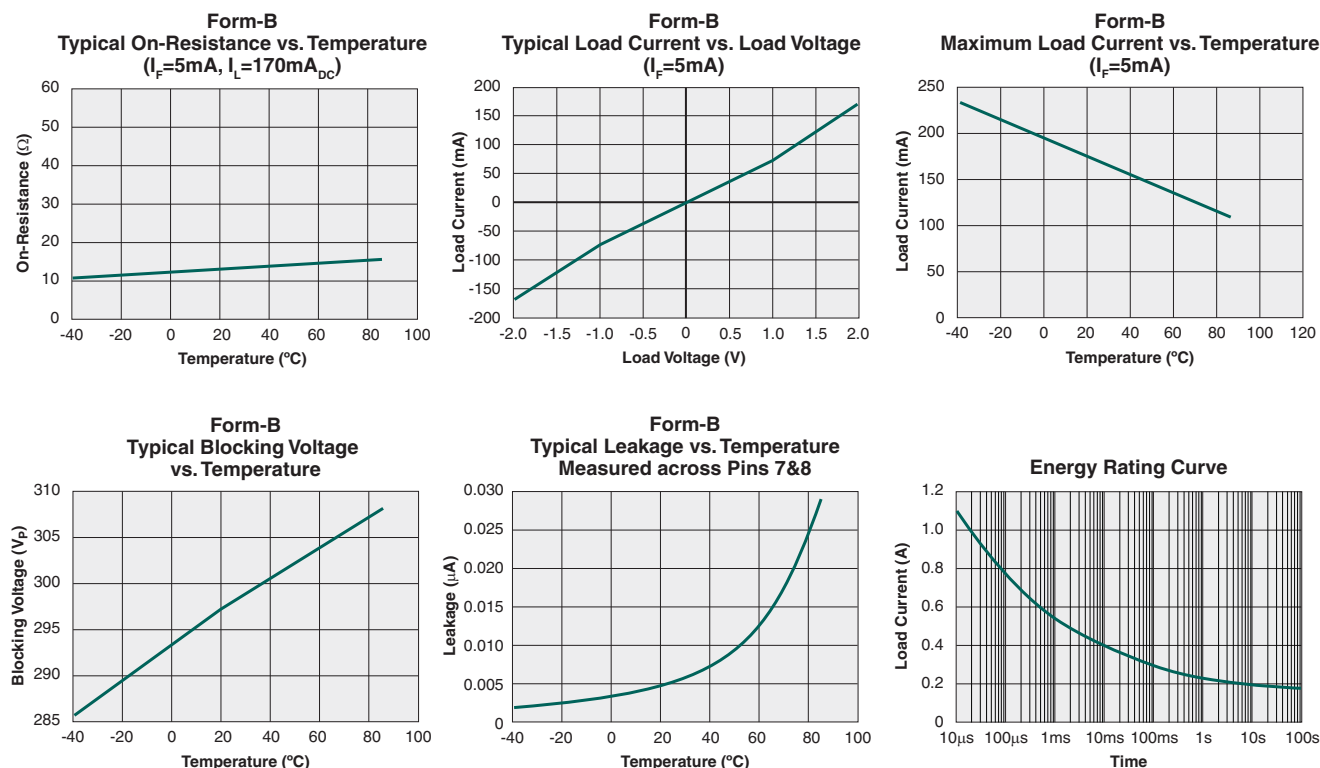 Form-B
Typical On-Resistance vs. Temperature
(I_F=5mA, I_L=170mA_DC)
60
50
40
30
20
10
0
On-Resistance (Ω)
-40 -20 0 20 40 60 80 100
Temperature (ºC)
Form-B
Typical Load Current vs. Load Voltage
(I_F=5mA)
200
150
100
50
0
-50
-100
-150
-200
Load Current (mA)
-2.0 -1.5 -1.0 -0.5 0 0.5 1.0 1.5 2.0
Load Voltage (V)
Form-B
Maximum Load Current vs. Temperature
(I_F=5mA)
250
200
150
100
50
0
Load Current (mA)
-40 -20 0 20 40 60 80 100 120
Temperature (ºC)
Form-B
Typical Blocking Voltage
vs. Temperature
310
305
300
295
290
285
Blocking Voltage (V_P)
-40 -20 0 20 40 60 80 100
Temperature (ºC)
Form-B
Typical Leakage vs. Temperature
Measured across Pins 7&8
0.030
0.025
0.020
0.015
0.010
0.005
0
Leakage (μA)
-40 -20 0 20 40 60 80 100
Temperature (ºC)
Energy Rating Curve
1.2
1.0
0.8
0.6
0.4
0.2
0
Load Current (A)
10μs 100μs 1ms 10ms 100ms 1s 10s 100s
Time